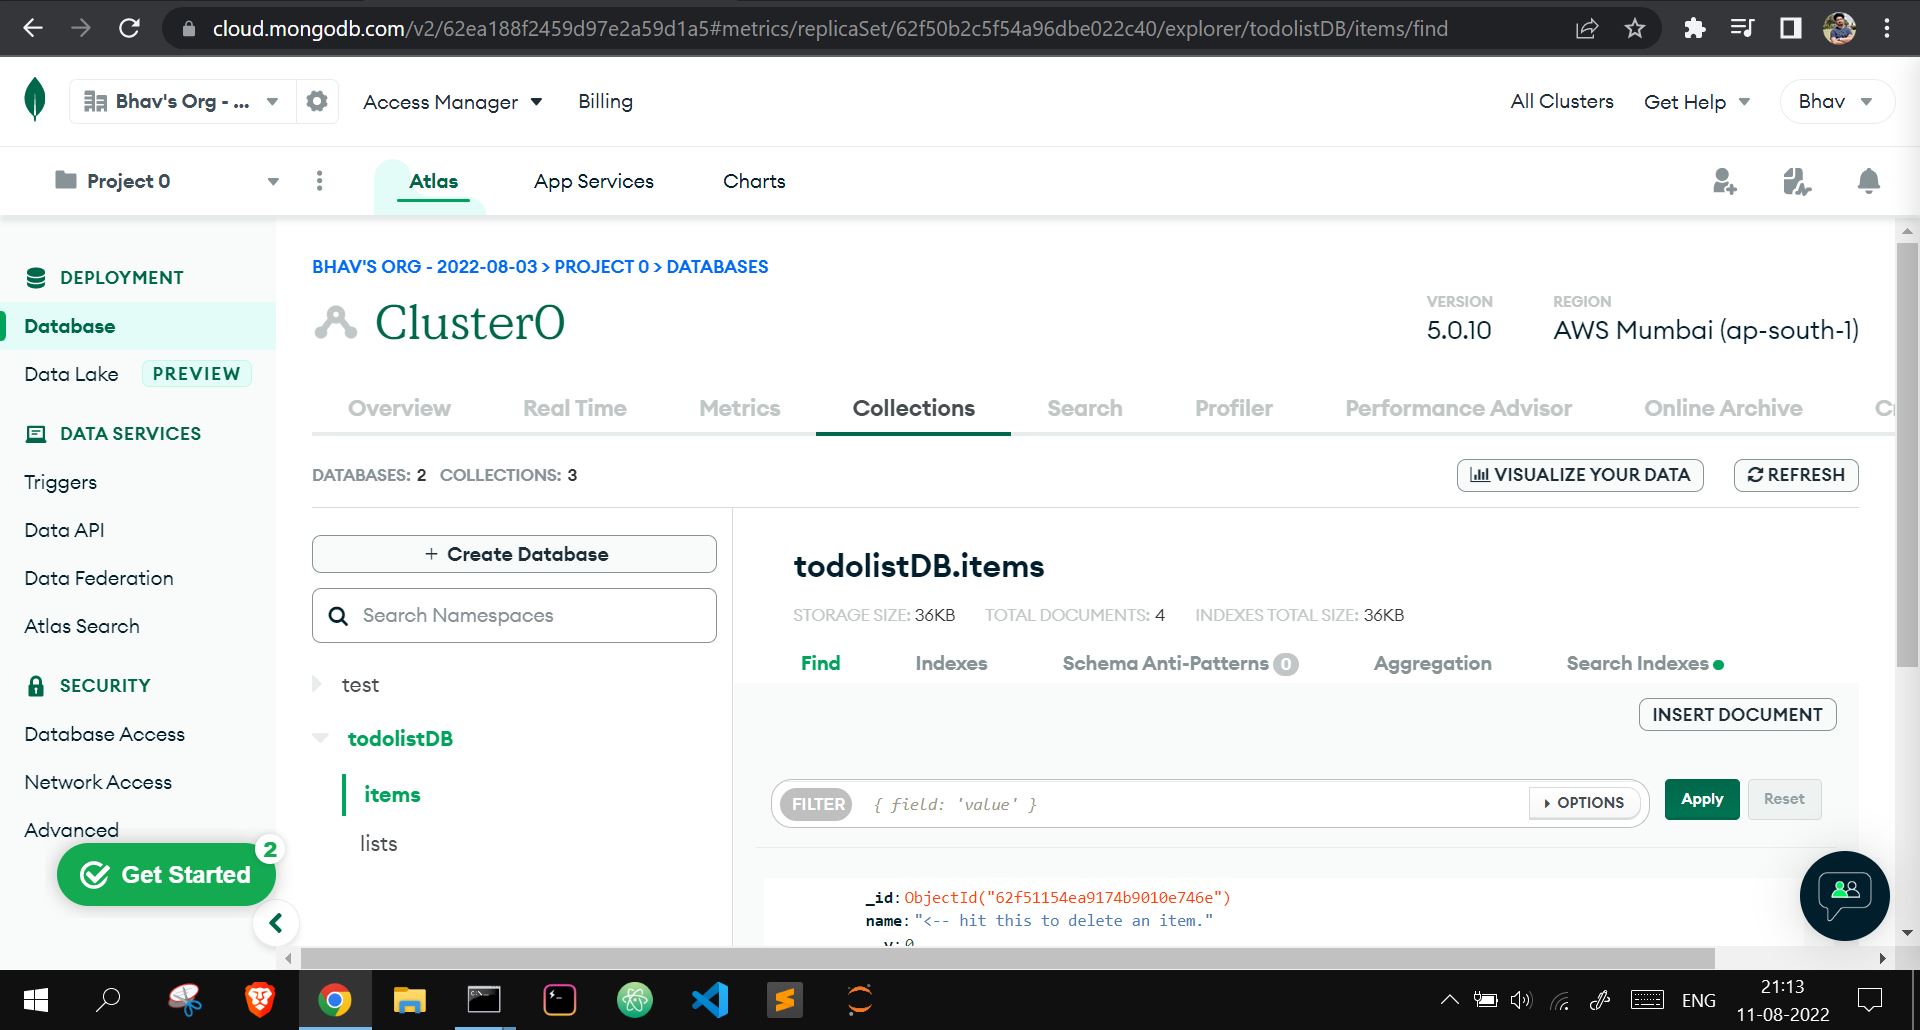 cloud.mongodb.com/v2/62ea188f2459d97e2a59d1a5#metrics/replicaSet/62f50b2c5f54a96dbe022c40/explorer/todolistDB/items/find
Bhav's Org - ...
Access Manager
Billing
All Clusters
Get Help
Bhav
Project 0
Atlas
App Services
Charts
DEPLOYMENT
Database
Data Lake PREVIEW
DATA SERVICES
Triggers
Data API
Data Federation
Atlas Search
SECURITY
Database Access
Network Access
Advanced
Get Started
2
BHAV'S ORG - 2022-08-03 > PROJECT 0 > DATABASES
Cluster0
VERSION
5.0.10
REGION
AWS Mumbai (ap-south-1)
Overview
Real Time
Metrics
Collections
Search
Profiler
Performance Advisor
Online Archive
DATABASES: 2 COLLECTIONS: 3
VISUALIZE YOUR DATA
REFRESH
+ Create Database
Search Namespaces
test
todolistDB
items
lists
todolistDB.items
STORAGE SIZE: 36KB TOTAL DOCUMENTS: 4 INDEXES TOTAL SIZE: 36KB
Find
Indexes
Schema Anti-Patterns 0
Aggregation
Search Indexes
INSERT DOCUMENT
FILTER { field: 'value' }
OPTIONS
Apply
Reset
_id: ObjectId("62f51154ea9174b9010e746e")
name: "<-- hit this to delete an item."
ENG
21:13
11-08-2022